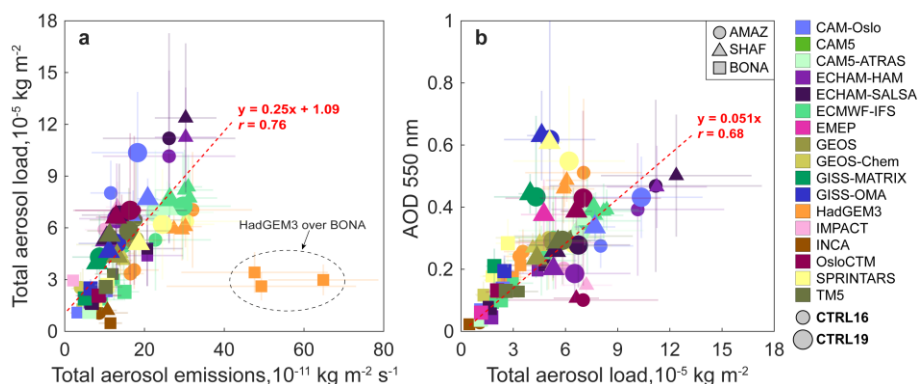 a
Total aerosol load,10⁻⁵ kg m⁻²
18
15
12
9
6
3
0
0 20 40 60 80
Total aerosol emissions,10⁻¹¹ kg m⁻² s⁻¹
y = 0.25x + 1.09
r = 0.76
HadGEM3 over BONA
b
AOD 550 nm
1
0.8
0.6
0.4
0.2
0
0 3 6 9 12 15 18
Total aerosol load,10⁻⁵ kg m⁻²
y = 0.051x
r = 0.68
AMAZ
SHAF
BONA
CAM-Oslo
CAM5
CAM5-ATRAS
ECHAM-HAM
ECHAM-SALSA
ECMWF-IFS
EMEP
GEOS
GEOS-Chem
GISS-MATRIX
GISS-OMA
HadGEM3
IMPACT
INCA
OsloCTM
SPRINTARS
TM5
CTRL16
CTRL19